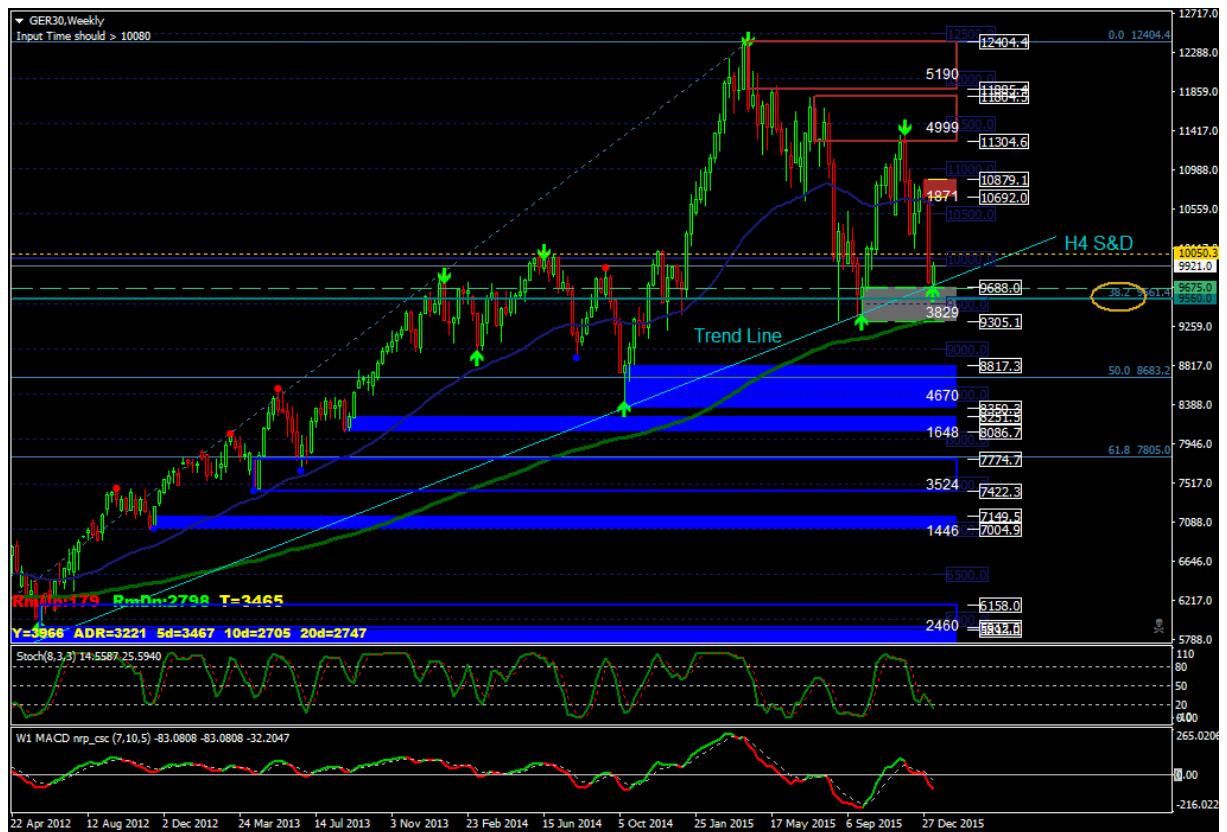 GER30,Weekly
Input Time should > 10080
12717.0
0.0 12404.4
12404.4
12288.0
5190
11885.4
11859.0
11804.5
4999
11417.0
11304.6
10988.0
10879.1
1871
10692.0
10559.0
H4 S&D
10050.3
9921.0
9688.0
9675.0
38.2 9561.4
9560.0
3829
9305.1
9259.0
Trend Line
8817.3
8817.0
50.0 8683.2
4670
8350.3
8388.0
8251.5
1648
8086.7
7946.0
61.8 7805.0
7774.7
3524
7517.0
7422.3
7149.5
7088.0
1446
7004.9
6646.0
6500.0
RmUp:179 RmDn:2798 T=3465
6217.0
6158.0
2460
Y=3966 ADR=3221 5d=3467 10d=2705 20d=2747
5788.0
Stoch(8,3,3) 14.5587 25.5940
110
80
50
20
W1 MACD nrp_csc (7,10,5) -83.0808 -83.0808 -32.2047
265.0206
0.00
-216.022
22 Apr 2012
12 Aug 2012
2 Dec 2012
24 Mar 2013
14 Jul 2013
3 Nov 2013
23 Feb 2014
15 Jun 2014
5 Oct 2014
25 Jan 2015
17 May 2015
6 Sep 2015
27 Dec 2015